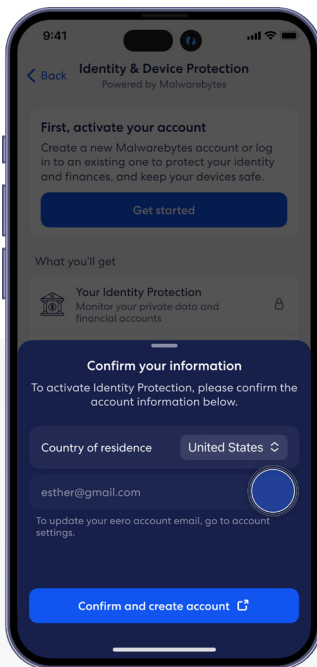 9:41
Back
Identity & Device Protection
Powered by Malwarebytes
First, activate your account
Create a new Malwarebytes account or log
in to an existing one to protect your identity
and finances, and keep your devices safe.
Get started
What you'll get
Your Identity Protection
Monitor your private data and
financial accounts
Confirm your information
To activate Identity Protection, please confirm the
account information below.
Country of residence
United States
esther@gmail.com
To update your eero account email, go to account
settings.
Confirm and create account